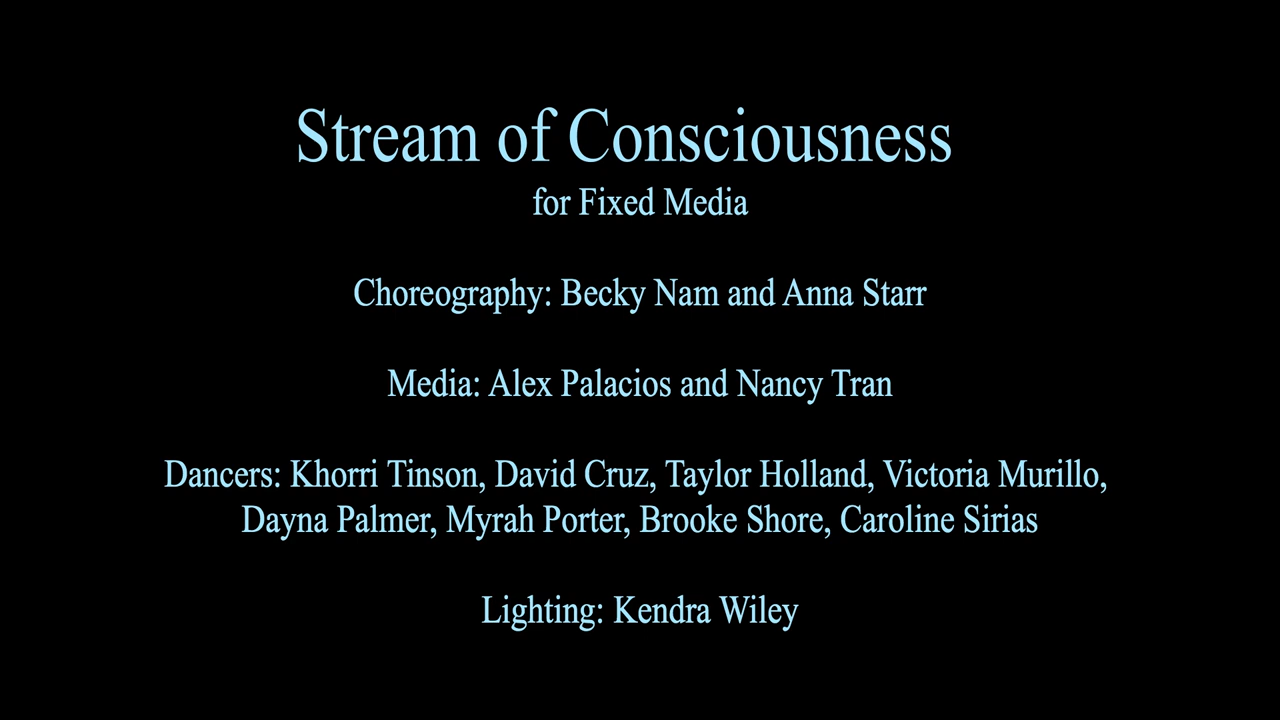 Stream of Consciousness
for Fixed Media
Choreography: Becky Nam and Anna Starr
Media: Alex Palacios and Nancy Tran
Dancers: Khorri Tinson, David Cruz, Taylor Holland, Victoria Murillo,
Dayna Palmer, Myrah Porter, Brooke Shore, Caroline Sirias
Lighting: Kendra Wiley